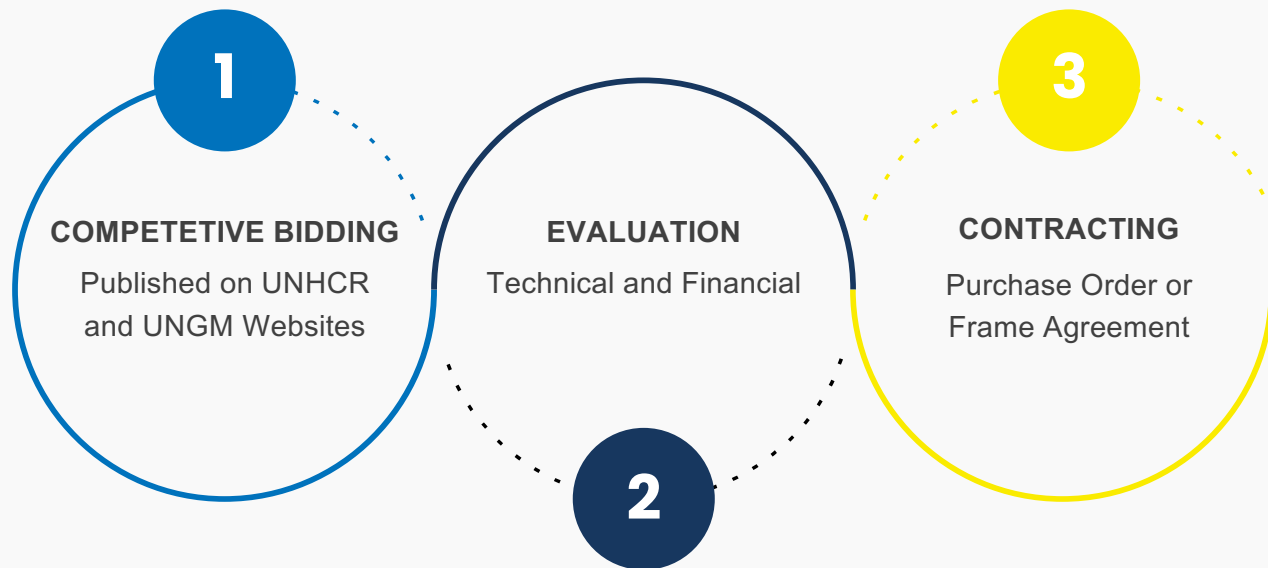 1
COMPETETIVE BIDDING
Published on UNHCR
and UNGM Websites
2
EVALUATION
Technical and Financial
3
CONTRACTING
Purchase Order or
Frame Agreement